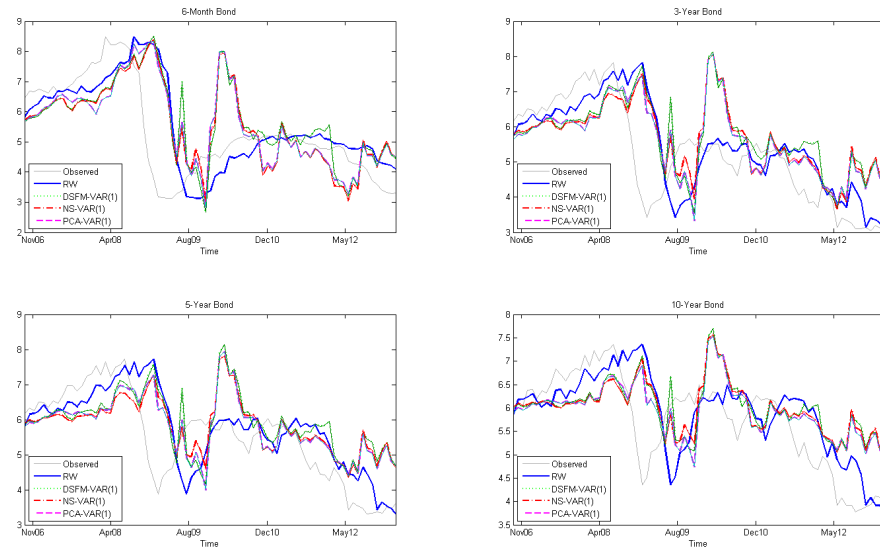 6-Month Bond
9
8
7
6
5
4
3
2
Observed
RW
DSFM-VAR(1)
NS-VAR(1)
PCA-VAR(1)
Nov06
Apr08
Aug09
Dec10
May12
Time
3-Year Bond
9
8
7
6
5
4
3
Observed
RW
DSFM-VAR(1)
NS-VAR(1)
PCA-VAR(1)
Nov06
Apr08
Aug09
Dec10
May12
Time
5-Year Bond
9
8
7
6
5
4
3
Observed
RW
DSFM-VAR(1)
NS-VAR(1)
PCA-VAR(1)
Nov06
Apr08
Aug09
Dec10
May12
Time
10-Year Bond
8
7.5
7
6.5
6
5.5
5
4.5
4
3.5
Observed
RW
DSFM-VAR(1)
NS-VAR(1)
PCA-VAR(1)
Nov06
Apr08
Aug09
Dec10
May12
Time